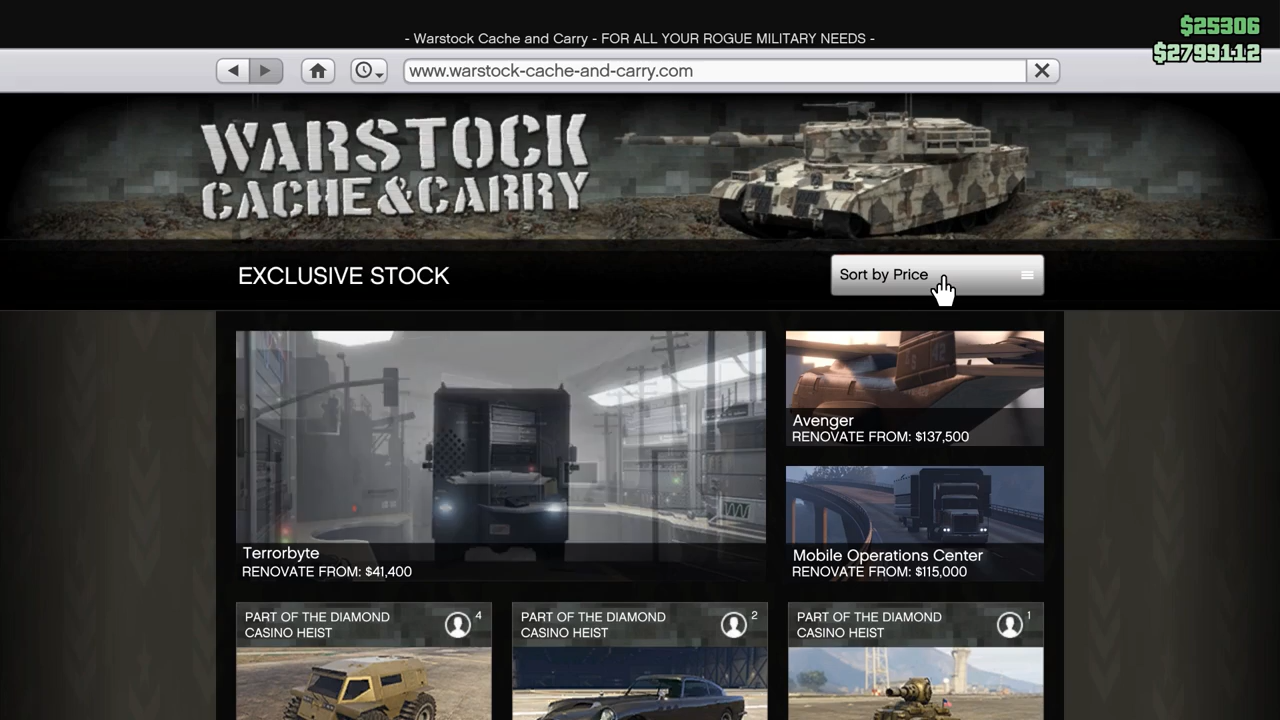 - Warstock Cache and Carry - FOR ALL YOUR ROGUE MILITARY NEEDS -
$25306
$2799112
www.warstock-cache-and-carry.com
WARSTOCK
CACHE&CARRY
EXCLUSIVE STOCK
Sort by Price
Terrorbyte
RENOVATE FROM: $41,400
Avenger
RENOVATE FROM: $137,500
Mobile Operations Center
RENOVATE FROM: $115,000
PART OF THE DIAMOND
CASINO HEIST
4
PART OF THE DIAMOND
CASINO HEIST
2
PART OF THE DIAMOND
CASINO HEIST
1